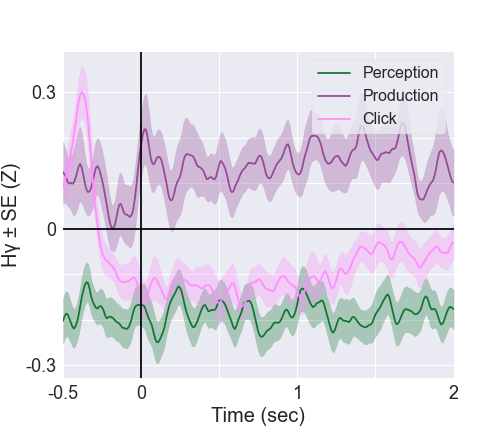 Perception
Production
Click
0.3
0
-0.3
Hγ ± SE (Z)
-0.5
0
1
2
Time (sec)